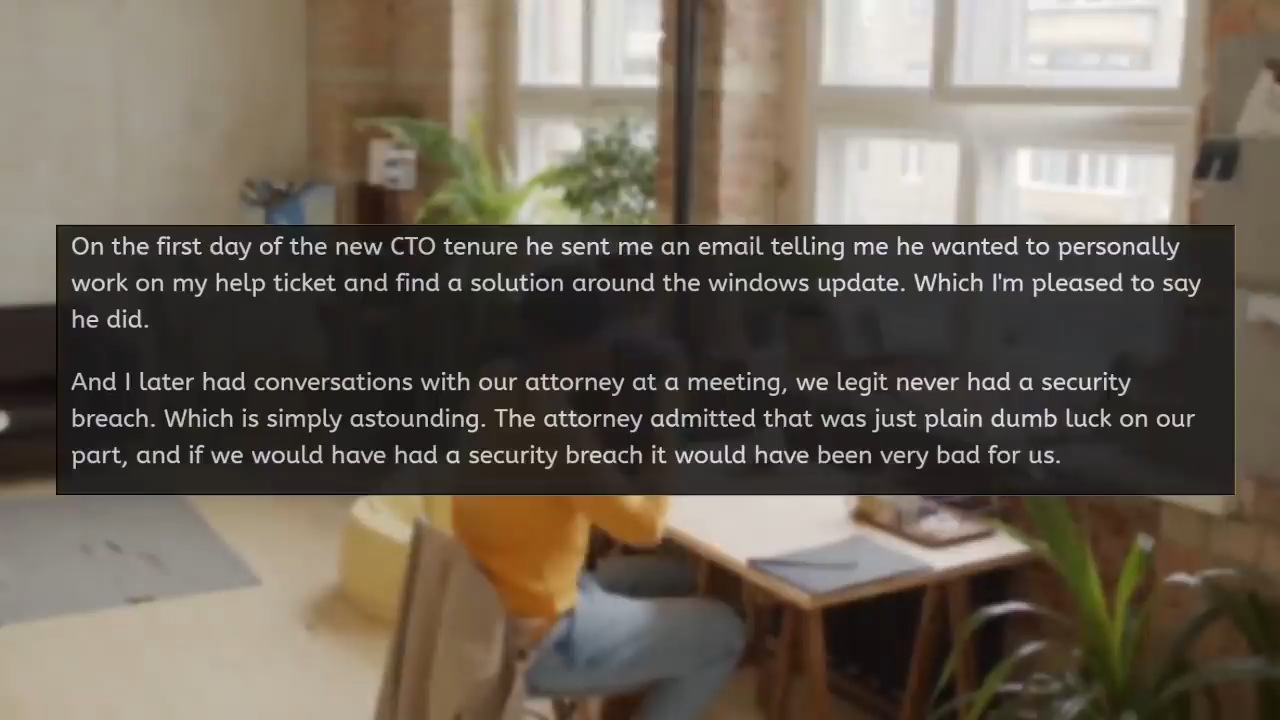 On the first day of the new CTO tenure he sent me an email telling me he wanted to personally
work on my help ticket and find a solution around the windows update. Which I'm pleased to say
he did.
And I later had conversations with our attorney at a meeting, we legit never had a security
breach. Which is simply astounding. The attorney admitted that was just plain dumb luck on our
part, and if we would have had a security breach it would have been very bad for us.